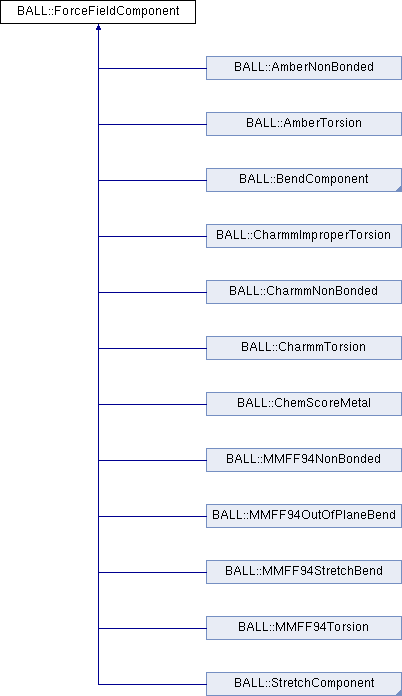 BALL::ForceFieldComponent
BALL::AmberNonBonded
BALL::AmberTorsion
BALL::BendComponent
BALL::CharmmImproperTorsion
BALL::CharmmNonBonded
BALL::CharmmTorsion
BALL::ChemScoreMetal
BALL::MMFF94NonBonded
BALL::MMFF94OutOfPlaneBend
BALL::MMFF94StretchBend
BALL::MMFF94Torsion
BALL::StretchComponent